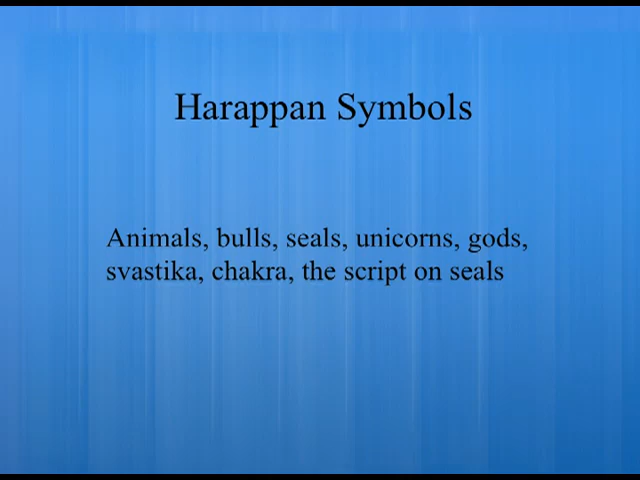 Harappan Symbols
Animals, bulls, seals, unicorns, gods,
svastika, chakra, the script on seals